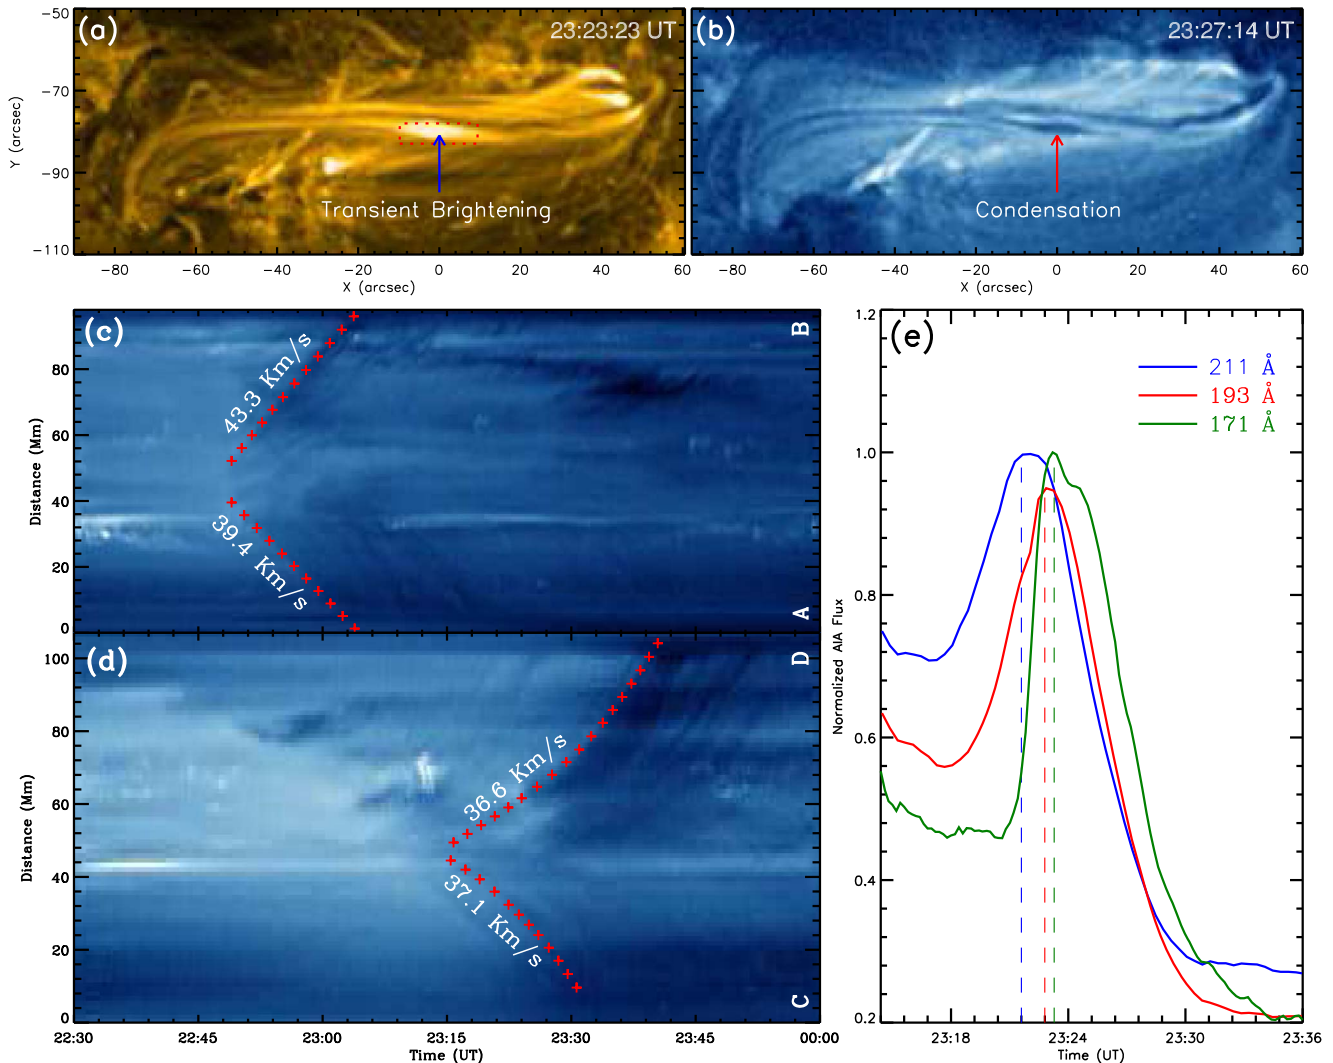 (a)
23:23:23 UT
Transient Brightening
−50
−70
−90
−110
Y (arcsec)
−80 −60 −40 −20 0 20 40 60
X (arcsec)
(b)
23:27:14 UT
Condensation
−80 −60 −40 −20 0 20 40 60
X (arcsec)
(c)
B
43.3 Km/s
39.4 Km/s
A
80
60
40
20
0
Distance (Mm)
(d)
D
36.6 Km/s
37.1 Km/s
C
100
80
60
40
20
0
Distance (Mm)
22:30 22:45 23:00 23:15 23:30 23:45 00:00
Time (UT)
(e)
211 Å
193 Å
171 Å
1.2
1.0
0.8
0.6
0.4
0.2
Normalized AIA Flux
23:18 23:24 23:30 23:36
Time (UT)